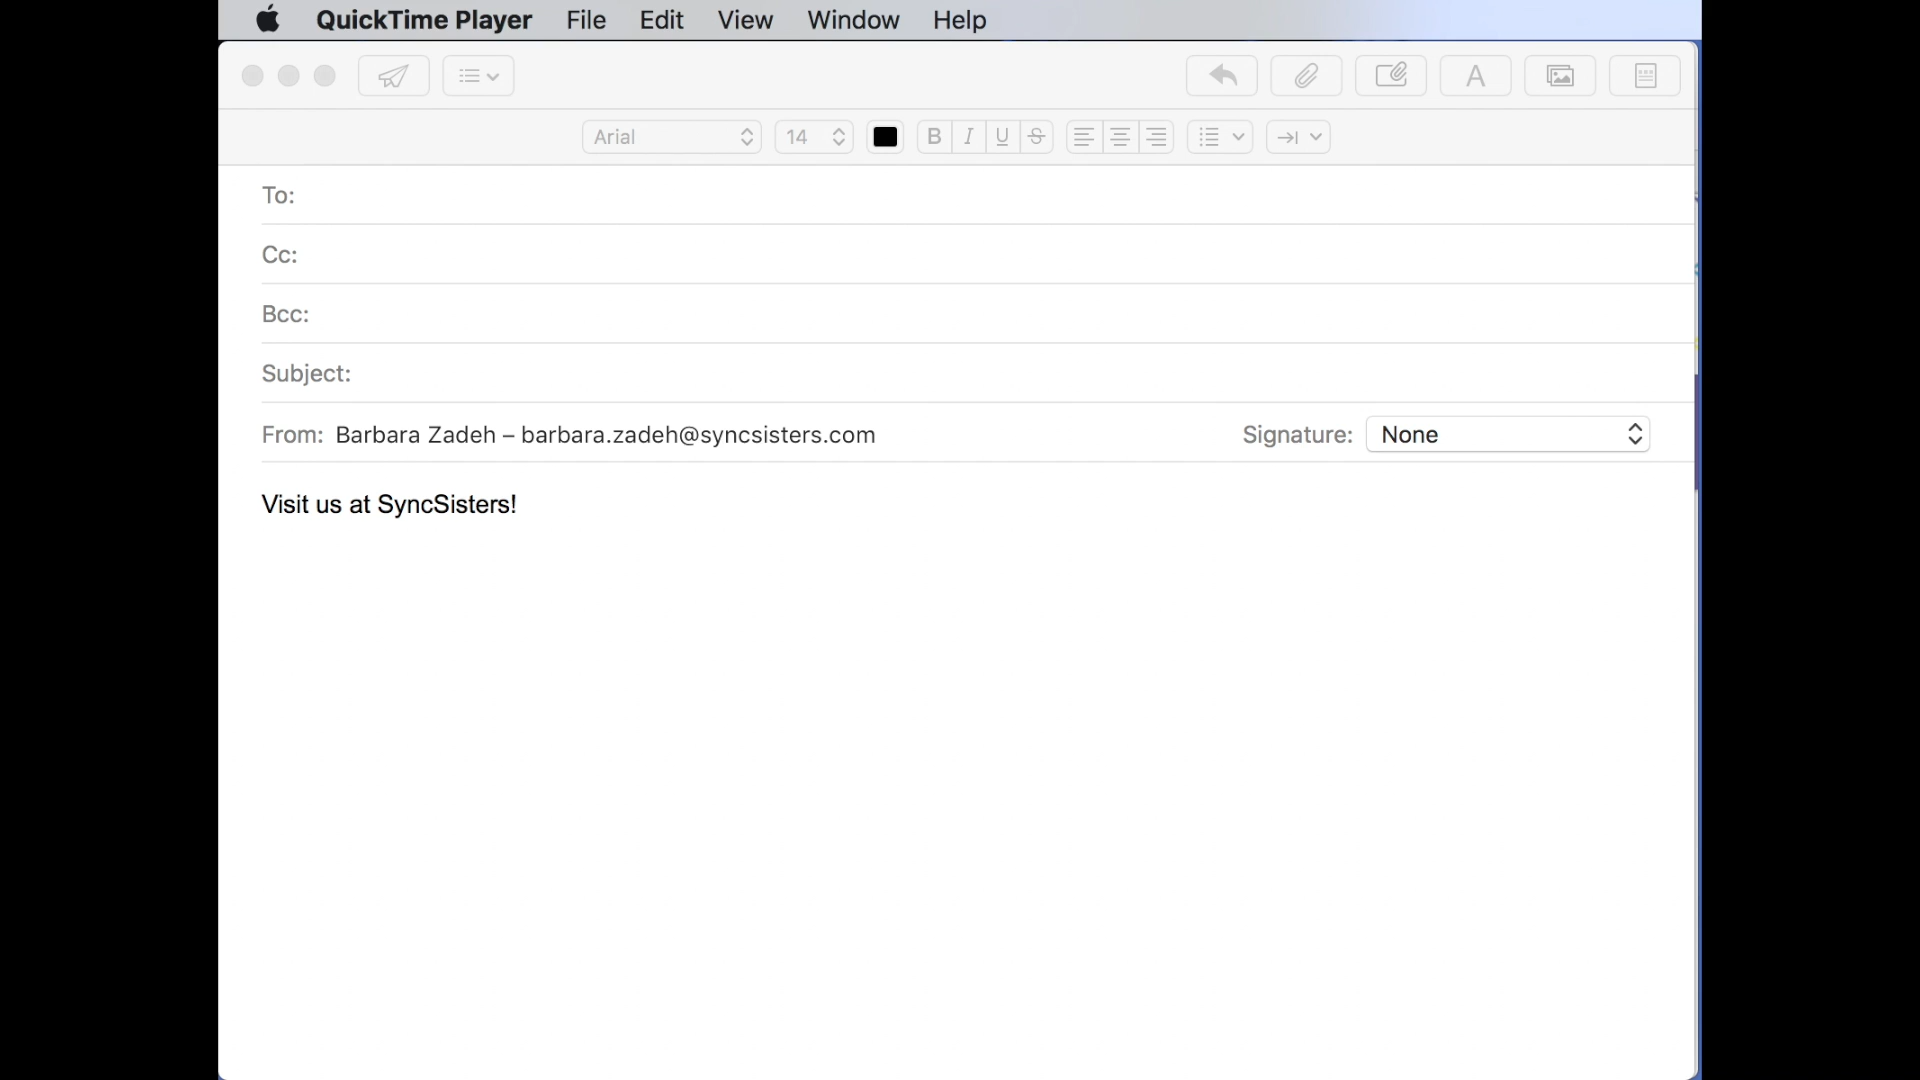 QuickTime Player File Edit View Window Help
Arial 14 B I U S
To:
Cc:
Bcc:
Subject:
From: Barbara Zadeh – barbara.zadeh@syncsisters.com Signature: None
Visit us at SyncSisters!